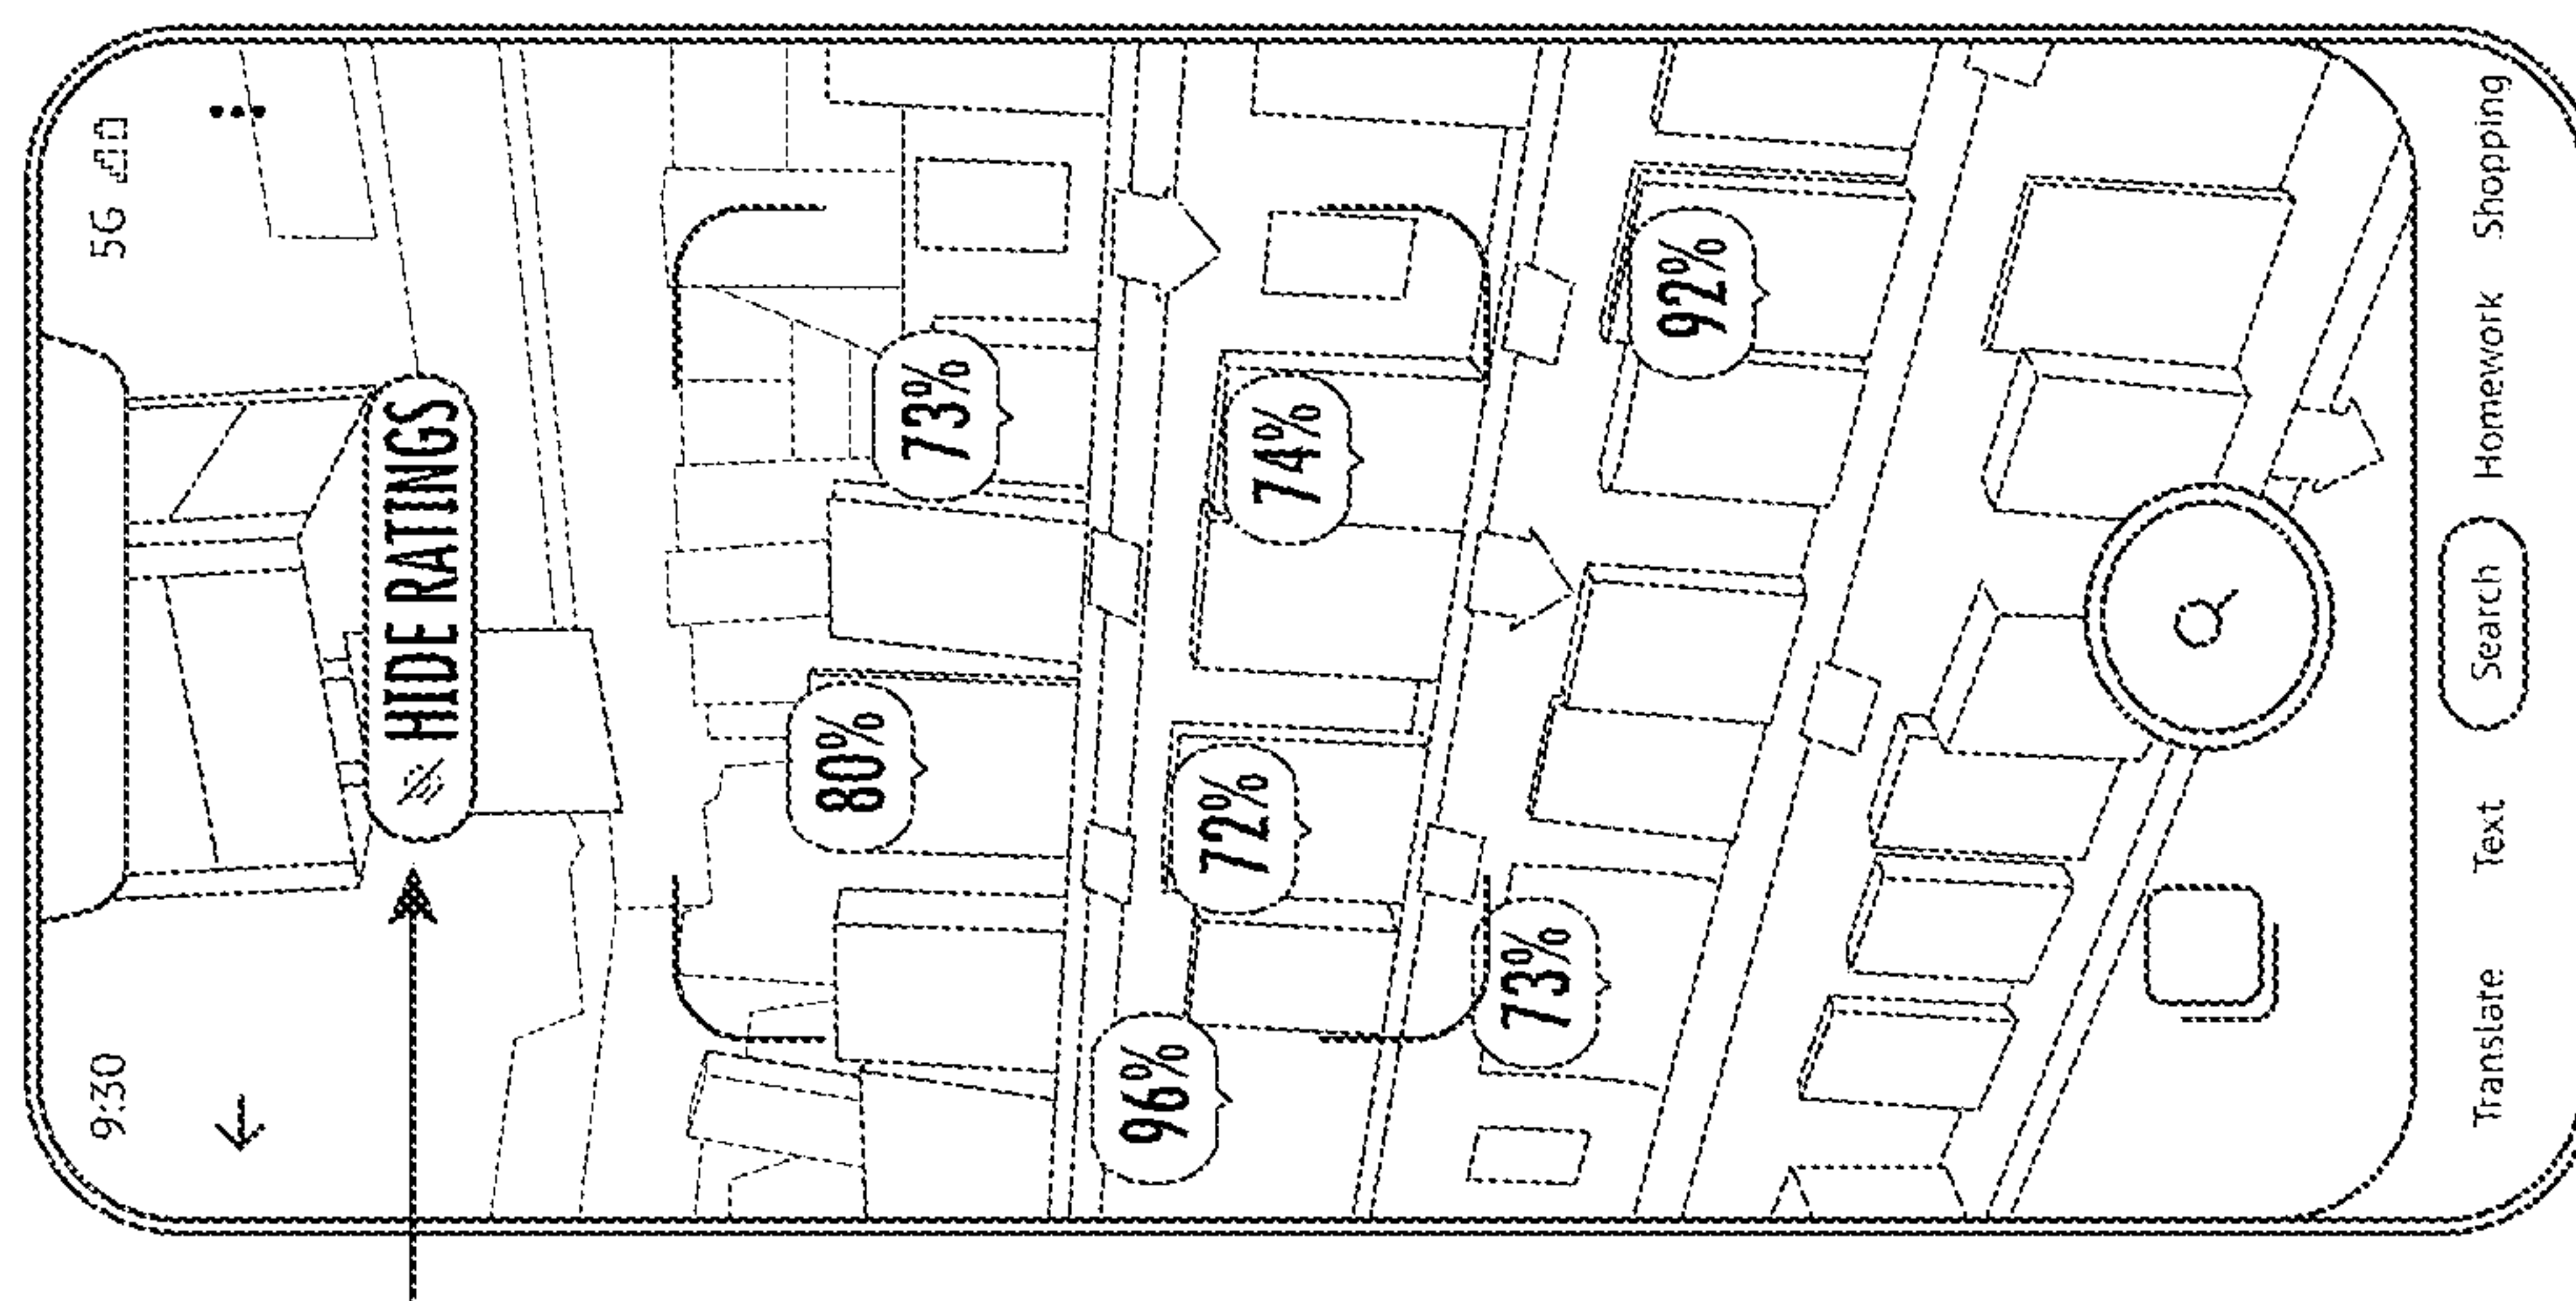 9:30 5G
HIDE RATINGS
80%
73%
96%
72%
74%
73%
92%
Translate Text Search Homework Shopping